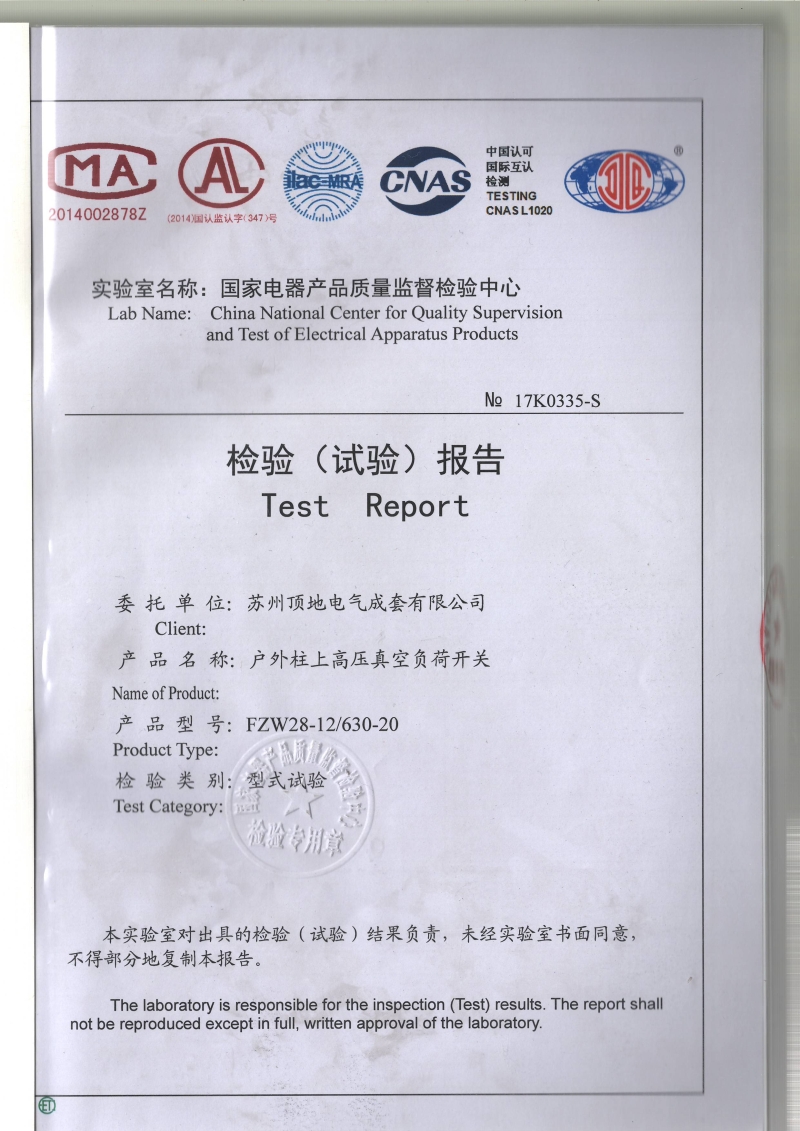 MA
2014002878Z
AL
(2014)国认监认字(347)号
ilac-MRA
CNAS
中国认可
国际互认
检测
TESTING
CNAS L1020
®
实验室名称：国家电器产品质量监督检验中心
Lab Name: China National Center for Quality Supervision
and Test of Electrical Apparatus Products
№ 17K0335-S
检验（试验）报告
Test Report
委托单位：苏州顶地电气成套有限公司
Client:
产品名称：户外柱上高压真空负荷开关
Name of Product:
产品型号：FZW28-12/630-20
Product Type:
检验类别：型式试验
Test Category:
检验专用章
本实验室对出具的检验（试验）结果负责，未经实验室书面同意，
不得部分地复制本报告。
The laboratory is responsible for the inspection (Test) results. The report shall
not be reproduced except in full, written approval of the laboratory.